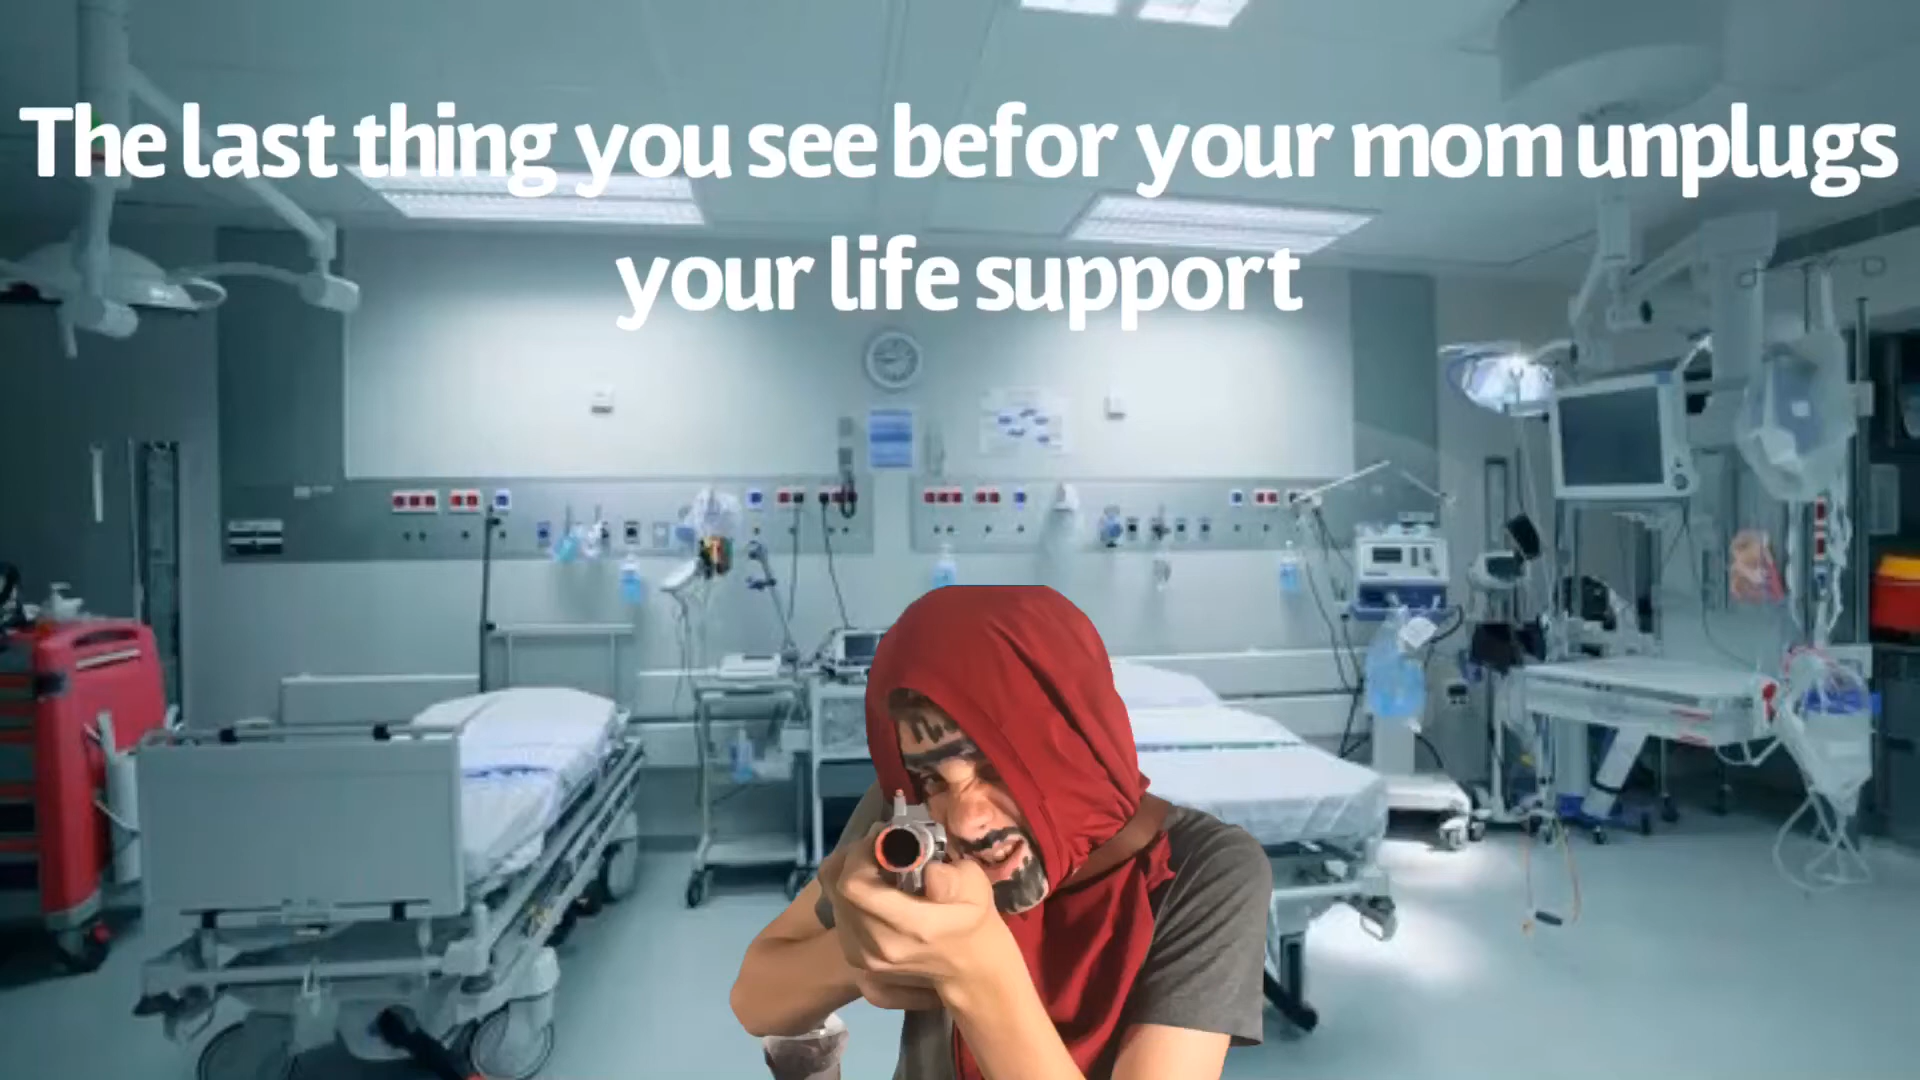 The last thing you see befor your mom unplugs
your life support